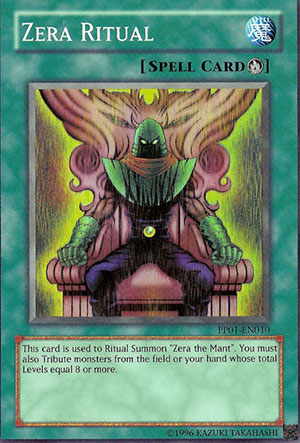 ZERA RITUAL
魔
[SPELL CARD]
PP01-EN010
This card is used to Ritual Summon "Zera the Mant". You must
also Tribute monsters from the field or your hand whose total
Levels equal 8 or more.
©1996 KAZUKI TAKAHASHI